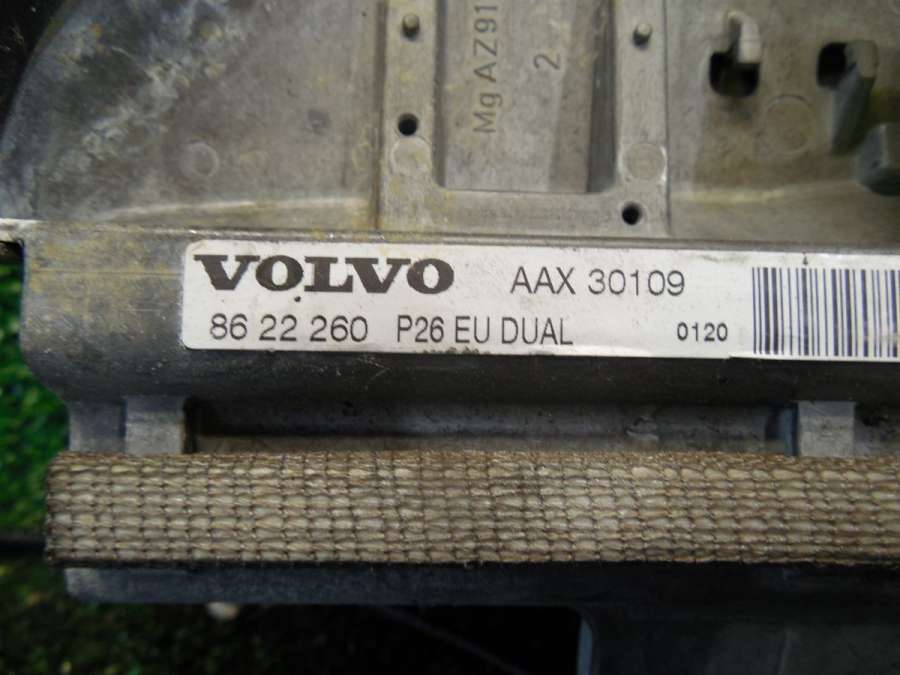 Mg AZ91
2
VOLVO AAX 30109
86 22 260 P26 EU DUAL 0120